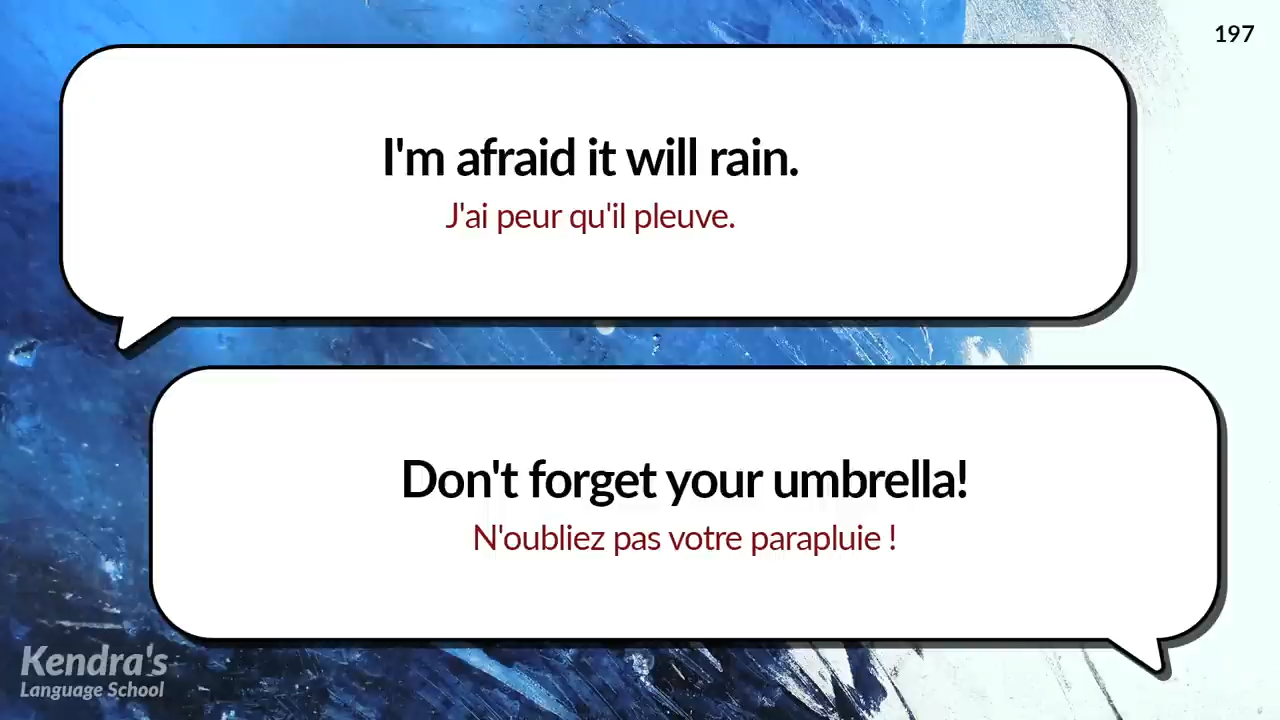 197
I'm afraid it will rain.
J'ai peur qu'il pleuve.
Don't forget your umbrella!
N'oubliez pas votre parapluie !
Kendra's
Language School